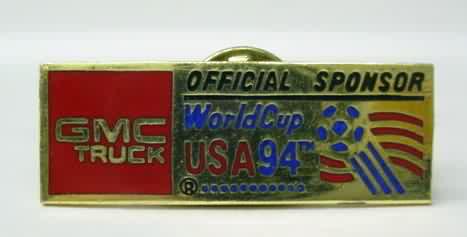 GMC
TRUCK
OFFICIAL SPONSOR
WorldCup
USA94™
®